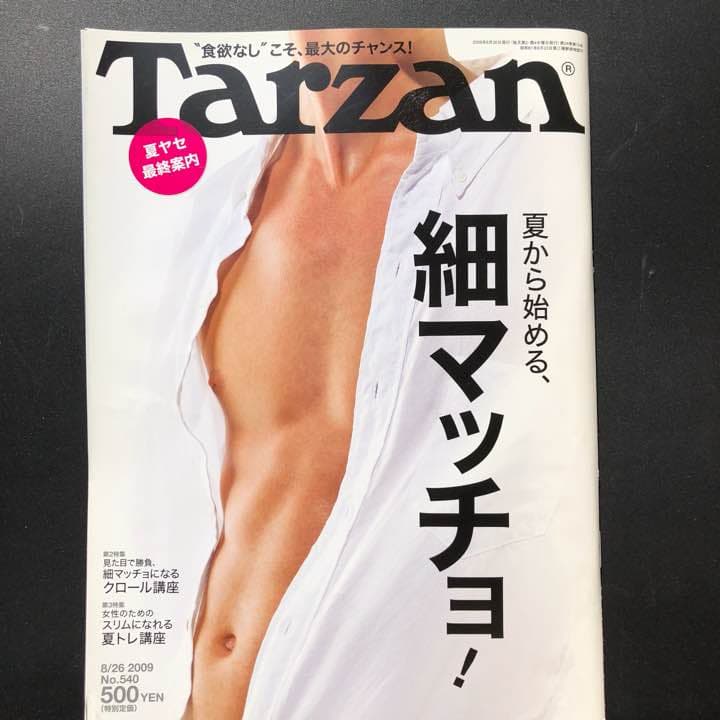 “食欲なし”こそ、最大のチャンス!
Tarzan
®
夏ヤセ
最終案内
夏から始める、
細マッチョ!
第2特集
見た目で勝負、
細マッチョになる
クロール講座
第3特集
女性のための
スリムになれる
夏トレ講座
8/26 2009
No.540
500 YEN
(特別定価)